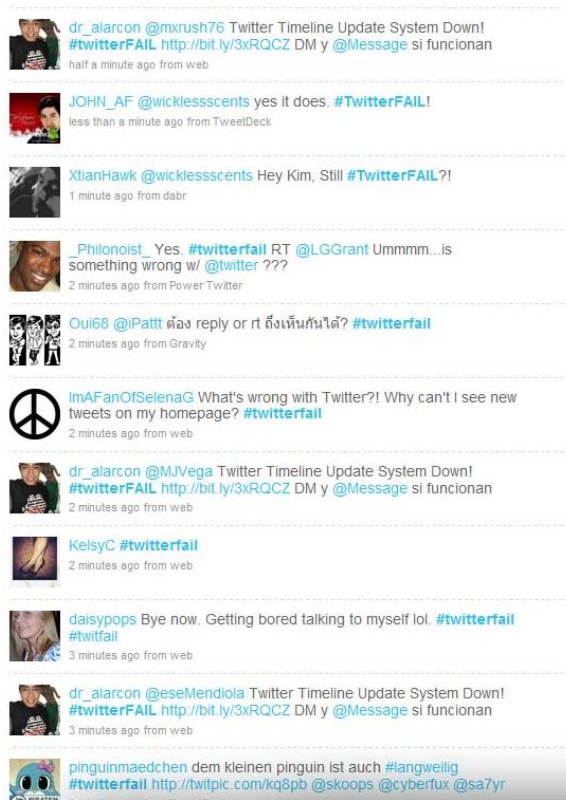 dr_alarcon @mxrush76 Twitter Timeline Update System Down!
#twitterFAIL http://bit.ly/3xRQCZ DM y @Message si funcionan
half a minute ago from web
JOHN_AF @wicklessscents yes it does. #TwitterFAIL!
less than a minute ago from TweetDeck
XtianHawk @wicklessscents Hey Kim, Still #TwitterFAIL?!
1 minute ago from dabr
_Philonoist_ Yes. #twitterfail RT @LGGrant Ummmm...is
something wrong w/ @twitter ???
2 minutes ago from Power Twitter
Oui68 @iPattt ต้อง reply or rt ถึงเห็นกันได้? #twitterfail
2 minutes ago from Gravity
ImAFanOfSelenaG What's wrong with Twitter?! Why can't I see new
tweets on my homepage? #twitterfail
2 minutes ago from web
dr_alarcon @MJVega Twitter Timeline Update System Down!
#twitterFAIL http://bit.ly/3xRQCZ DM y @Message si funcionan
2 minutes ago from web
KelsyC #twitterfail
2 minutes ago from web
daisypops Bye now. Getting bored talking to myself lol. #twitterfail
#twitfail
3 minutes ago from web
dr_alarcon @eseMendiola Twitter Timeline Update System Down!
#twitterFAIL http://bit.ly/3xRQCZ DM y @Message si funcionan
3 minutes ago from web
pinguinmaedchen dem kleinen pinguin ist auch #langweilig
#twitterfail http://twitpic.com/kq8pb @skoops @cyberfux @sa7yr